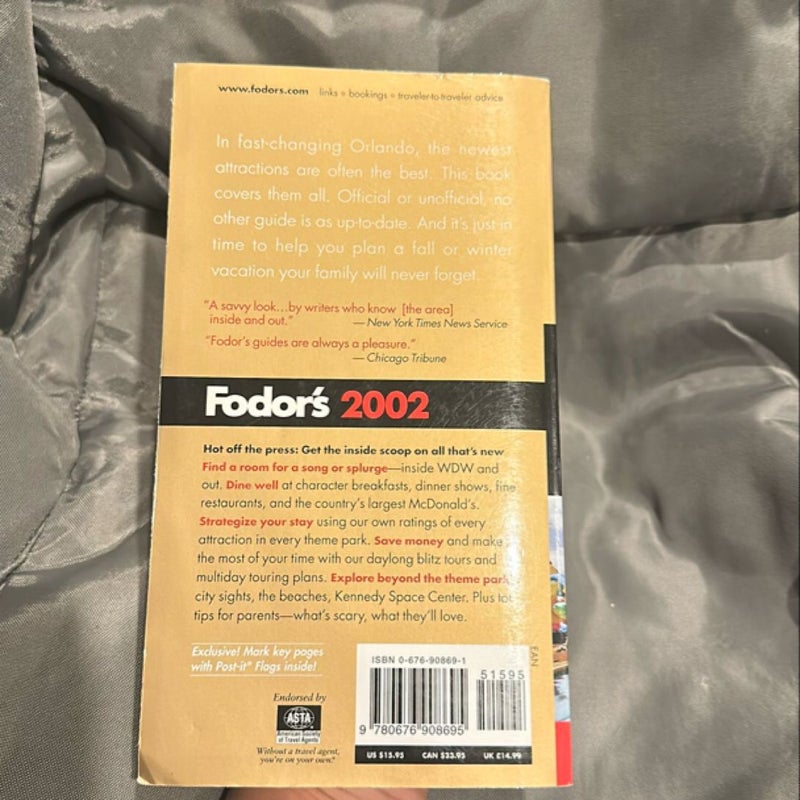 www.fodors.com links • bookings • traveler-to-traveler advice
In fast-changing Orlando, the newest
attractions are often the best. This book
covers them all. Official or unofficial, no
other guide is as up-to-date. And it's just in
time to help you plan a fall or winter
vacation your family will never forget.
"A savvy look...by writers who know [the area]
inside and out."
— New York Times News Service
"Fodor's guides are always a pleasure."
— Chicago Tribune
Fodor's 2002
Hot off the press: Get the inside scoop on all that's new
Find a room for a song or splurge—inside WDW and
out. Dine well at character breakfasts, dinner shows, fine
restaurants, and the country's largest McDonald's.
Strategize your stay using our own ratings of every
attraction in every theme park. Save money and make
the most of your time with our daylong blitz tours and
multiday touring plans. Explore beyond the theme park
city sights, the beaches, Kennedy Space Center. Plus
tips for parents—what's scary, what they'll love.
Exclusive! Mark key pages
with Post-it® Flags inside!
Endorsed by
ASTA
American Society
of Travel Agents
Without a travel agent,
you're on your own.®
ISBN 0-676-90869-1
51595
EAN
9 780676 908695
US $15.95 CAN $23.95 UK £14.99